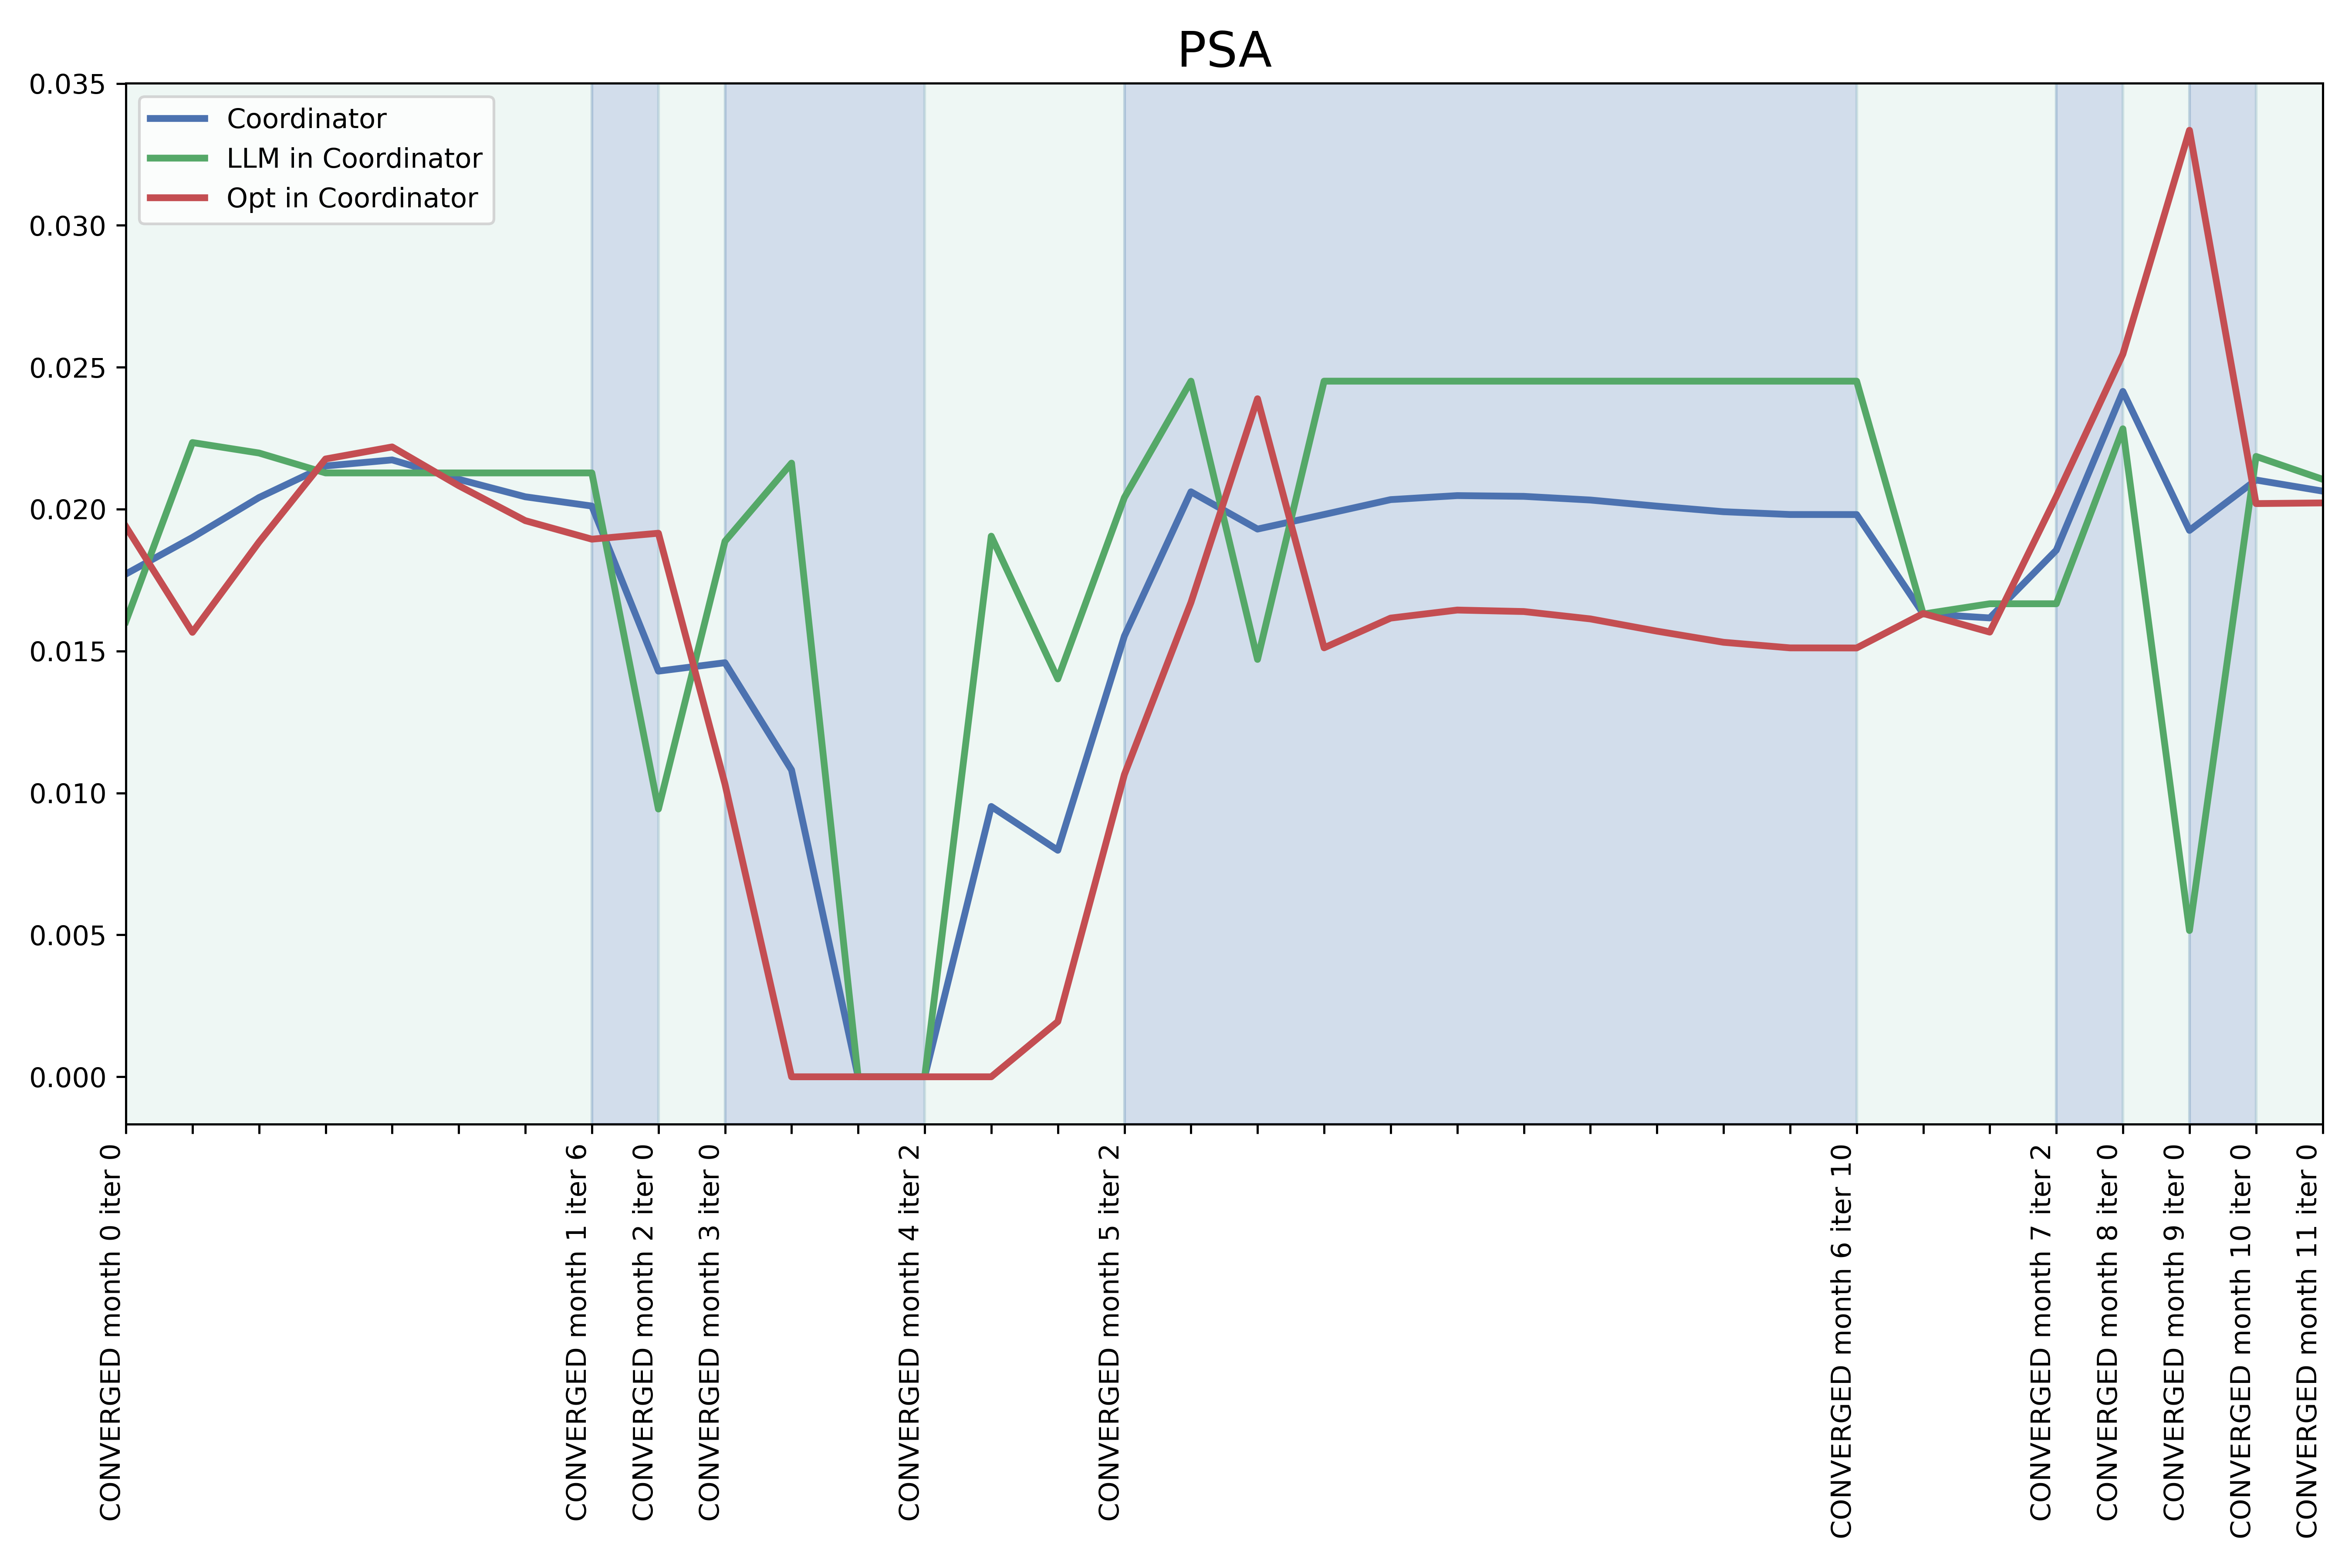 PSA
0.035
0.030
0.025
0.020
0.015
0.010
0.005
0.000
Coordinator
LLM in Coordinator
Opt in Coordinator
CONVERGED month 0 iter 0
CONVERGED month 1 iter 6
CONVERGED month 2 iter 0
CONVERGED month 3 iter 0
CONVERGED month 4 iter 2
CONVERGED month 5 iter 2
CONVERGED month 6 iter 10
CONVERGED month 7 iter 2
CONVERGED month 8 iter 0
CONVERGED month 9 iter 0
CONVERGED month 10 iter 0
CONVERGED month 11 iter 0